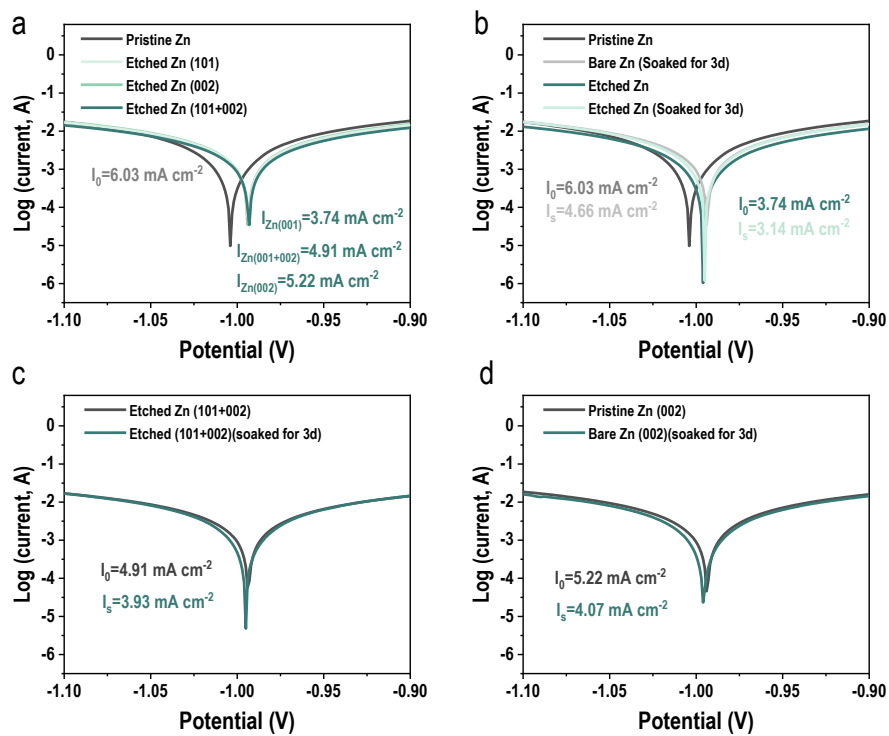 a
Pristine Zn
Etched Zn (101)
Etched Zn (002)
Etched Zn (101+002)
0
-1
-2
-3
-4
-5
-6
Log (current, A)
I₀=6.03 mA cm⁻²
I_Zn(001)=3.74 mA cm⁻²
I_Zn(001+002)=4.91 mA cm⁻²
I_Zn(002)=5.22 mA cm⁻²
-1.10 -1.05 -1.00 -0.95 -0.90
Potential (V)
b
Pristine Zn
Bare Zn (Soaked for 3d)
Etched Zn
Etched Zn (Soaked for 3d)
0
-1
-2
-3
-4
-5
-6
Log (current, A)
I₀=6.03 mA cm⁻²
Iₛ=4.66 mA cm⁻²
I₀=3.74 mA cm⁻²
Iₛ=3.14 mA cm⁻²
-1.10 -1.05 -1.00 -0.95 -0.90
Potential (V)
c
Etched Zn (101+002)
Etched (101+002)(soaked for 3d)
0
-1
-2
-3
-4
-5
-6
Log (current, A)
I₀=4.91 mA cm⁻²
Iₛ=3.93 mA cm⁻²
-1.10 -1.05 -1.00 -0.95 -0.90
Potential (V)
d
Pristine Zn (002)
Bare Zn (002)(soaked for 3d)
0
-1
-2
-3
-4
-5
-6
Log (current, A)
I₀=5.22 mA cm⁻²
Iₛ=4.07 mA cm⁻²
-1.10 -1.05 -1.00 -0.95 -0.90
Potential (V)